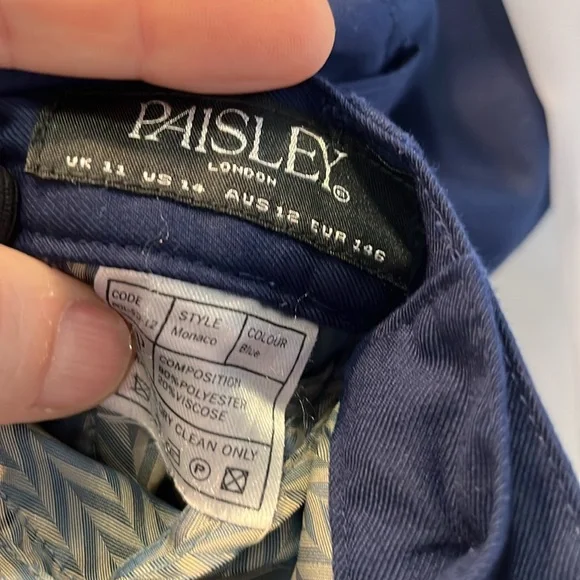 PAISLEY
LONDON
®
UK 11 US 14 AUS 12 EUR 146
CODE
STYLE
Monaco
COLOUR
Blue
COMPOSITION
80%POLYESTER
20%VISCOSE
CLEAN ONLY
P